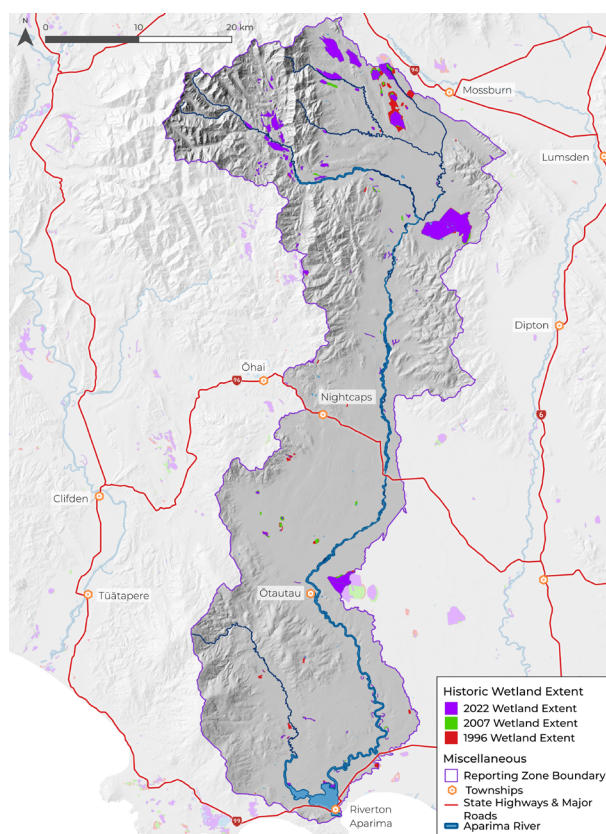 N
0 10 20 km
94
Mossburn
Lumsden
Dipton
Ōhai
96
Nightcaps
6
Clifden
Ōtautau
Tūātapere
Riverton
Aparima
99
Historic Wetland Extent
2022 Wetland Extent
2007 Wetland Extent
1996 Wetland Extent
Miscellaneous
Reporting Zone Boundary
Townships
State Highways & Major
Roads
Aparima River